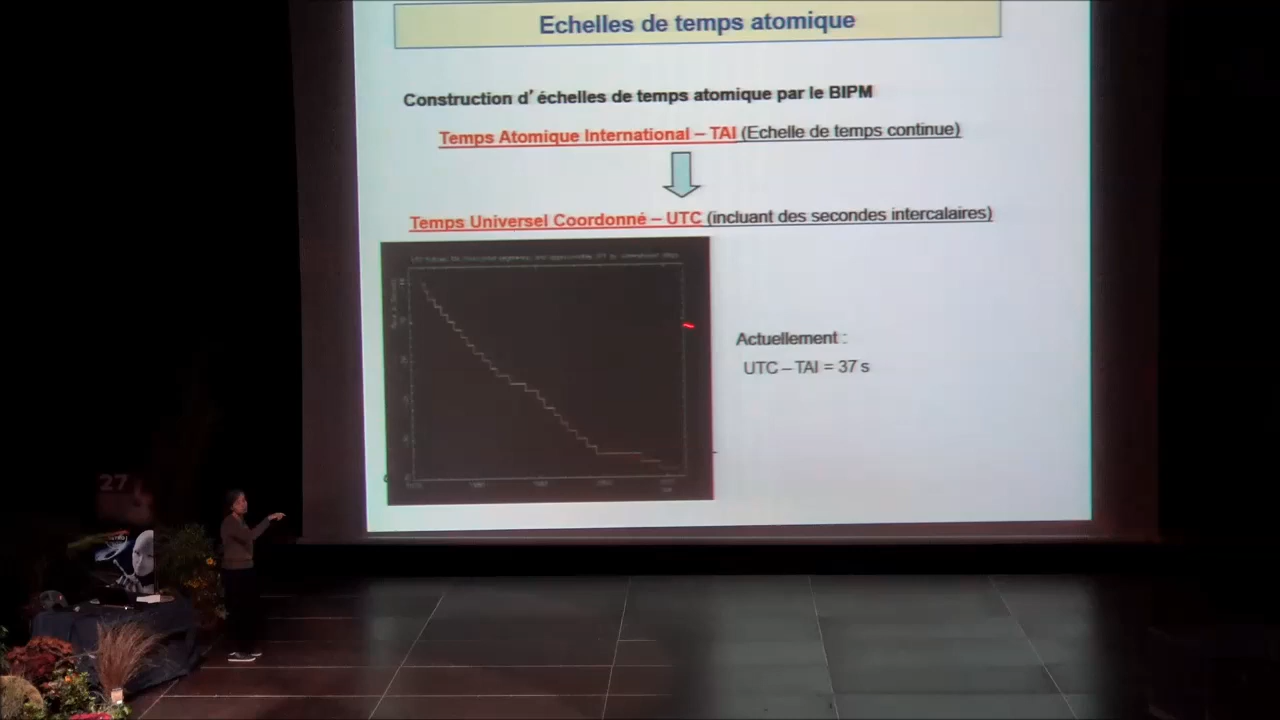 Echelles de temps atomique
Construction d’échelles de temps atomique par le BIPM
Temps Atomique International – TAI (Echelle de temps continue)
Temps Universel Coordonné – UTC (incluant des secondes intercalaires)
Actuellement :
UTC – TAI = 37 s
27